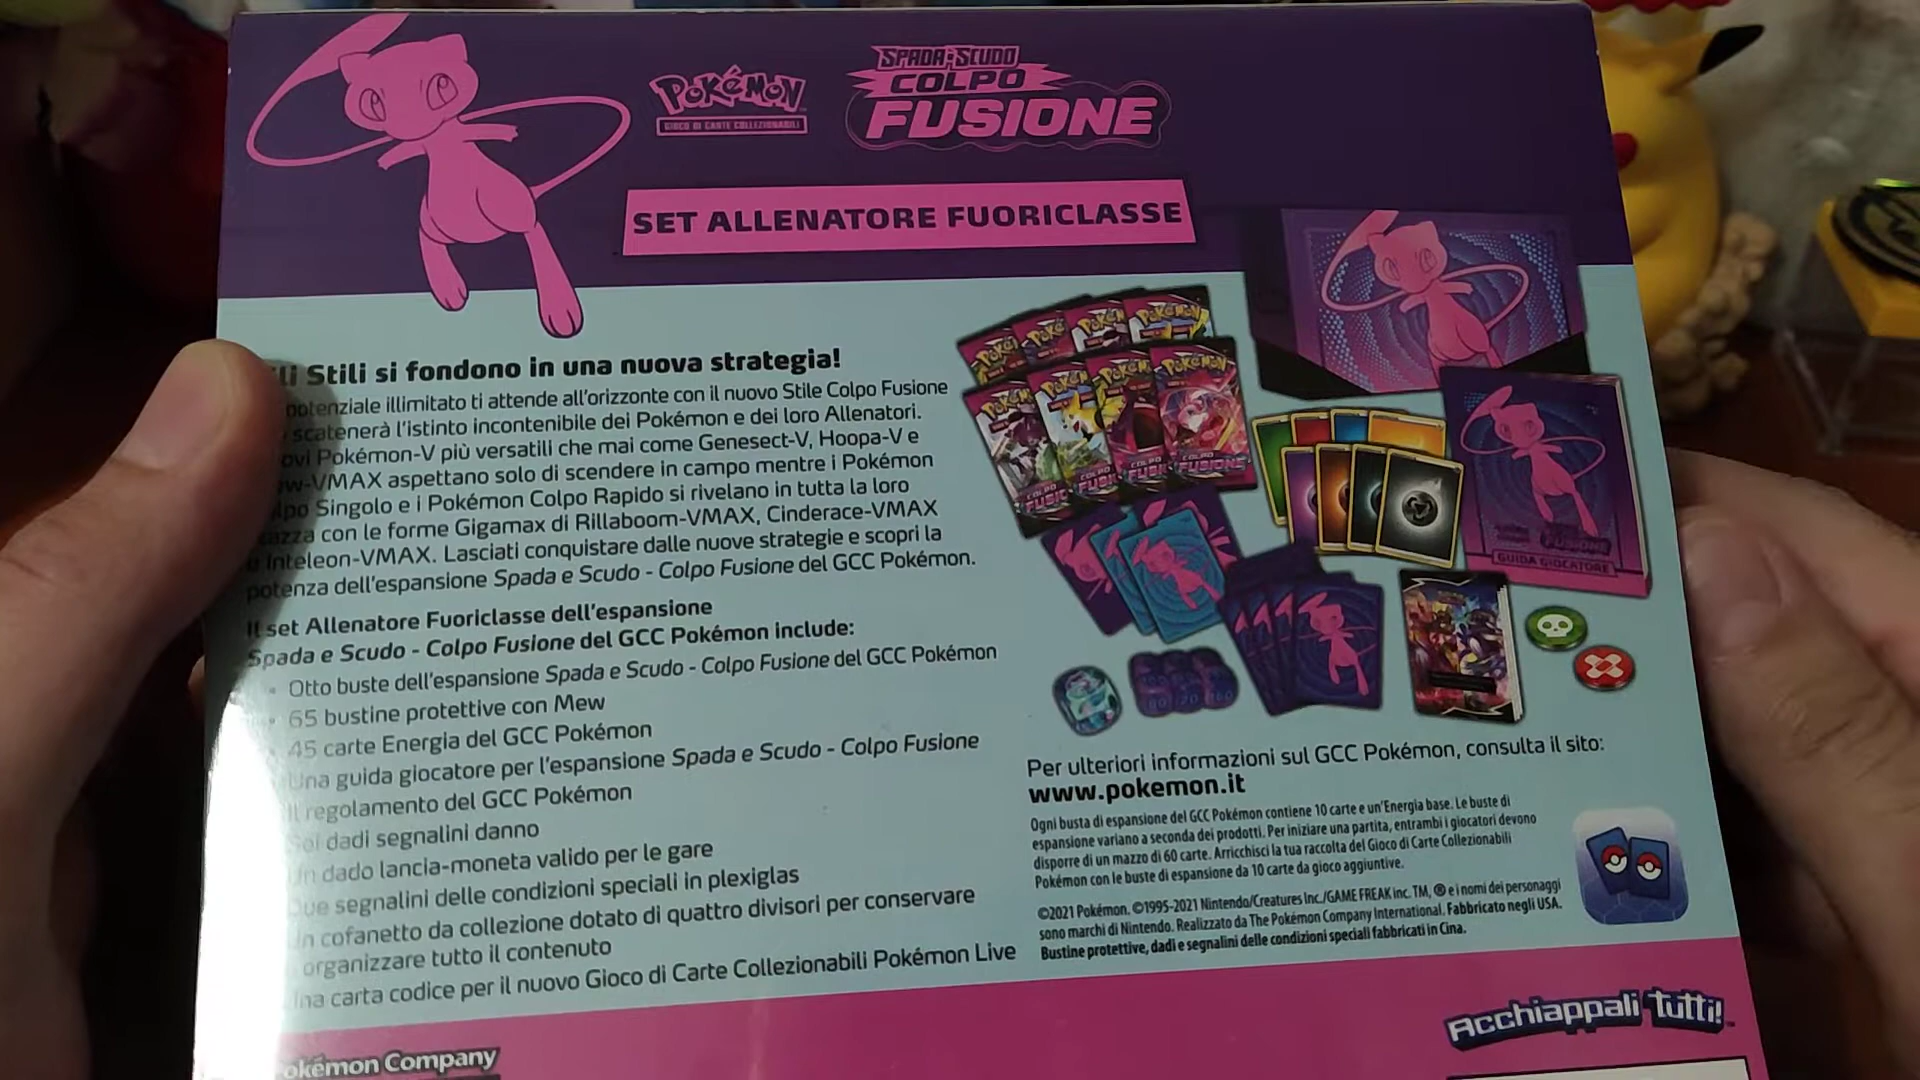 Pokémon
GIOCO DI CARTE COLLEZIONABILI
SPADA e SCUDO
COLPO
FUSIONE
SET ALLENATORE FUORICLASSE
Stili si fondono in una nuova strategia!
potenziale illimitato ti attende all'orizzonte con il nuovo Stile Colpo Fusione
scatenerà l'istinto incontenibile dei Pokémon e dei loro Allenatori.
Pokémon-V più versatili che mai come Genesect-V, Hoopa-V e
VMAX aspettano solo di scendere in campo mentre i Pokémon
Singolo e i Pokémon Colpo Rapido si rivelano in tutta la loro
con le forme Gigamax di Rillaboom-VMAX, Cinderace-VMAX
Inteleon-VMAX. Lasciati conquistare dalle nuove strategie e scopri la
potenza dell'espansione Spada e Scudo - Colpo Fusione del GCC Pokémon.
Il set Allenatore Fuoriclasse dell'espansione
Spada e Scudo - Colpo Fusione del GCC Pokémon include:
• Otto buste dell'espansione Spada e Scudo - Colpo Fusione del GCC Pokémon
• 65 bustine protettive con Mew
• 45 carte Energia del GCC Pokémon
Una guida giocatore per l'espansione Spada e Scudo - Colpo Fusione
Il regolamento del GCC Pokémon
Sei dadi segnalini danno
Un dado lancia-moneta valido per le gare
Due segnalini delle condizioni speciali in plexiglas
Un cofanetto da collezione dotato di quattro divisori per conservare
organizzare tutto il contenuto
Una carta codice per il nuovo Gioco di Carte Collezionabili Pokémon Live
GUIDA GIOCATORE
Per ulteriori informazioni sul GCC Pokémon, consulta il sito:
www.pokemon.it
Ogni busta di espansione del GCC Pokémon contiene 10 carte e un'Energia base. Le buste di
espansione variano a seconda dei prodotti. Per iniziare una partita, entrambi i giocatori devono
disporre di un mazzo di 60 carte. Arricchisci la tua raccolta del Gioco di Carte Collezionabili
Pokémon con le buste di espansione da 10 carte da gioco aggiuntive.
©2021 Pokémon. ©1995-2021 Nintendo/Creatures Inc./GAME FREAK inc. TM, ® e i nomi dei personaggi
sono marchi di Nintendo. Realizzato da The Pokémon Company International. Fabbricato negli USA.
Bustine protettive, dadi e segnalini delle condizioni speciali fabbricati in Cina.
Acchiappali tutti!
Pokémon Company